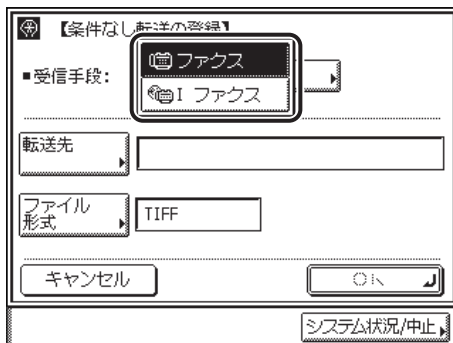 【条件なし転送の登録】
ファクス
■受信手段:
I ファクス
転送先
ファイル
形式
TIFF
キャンセル
OK
システム状況/中止